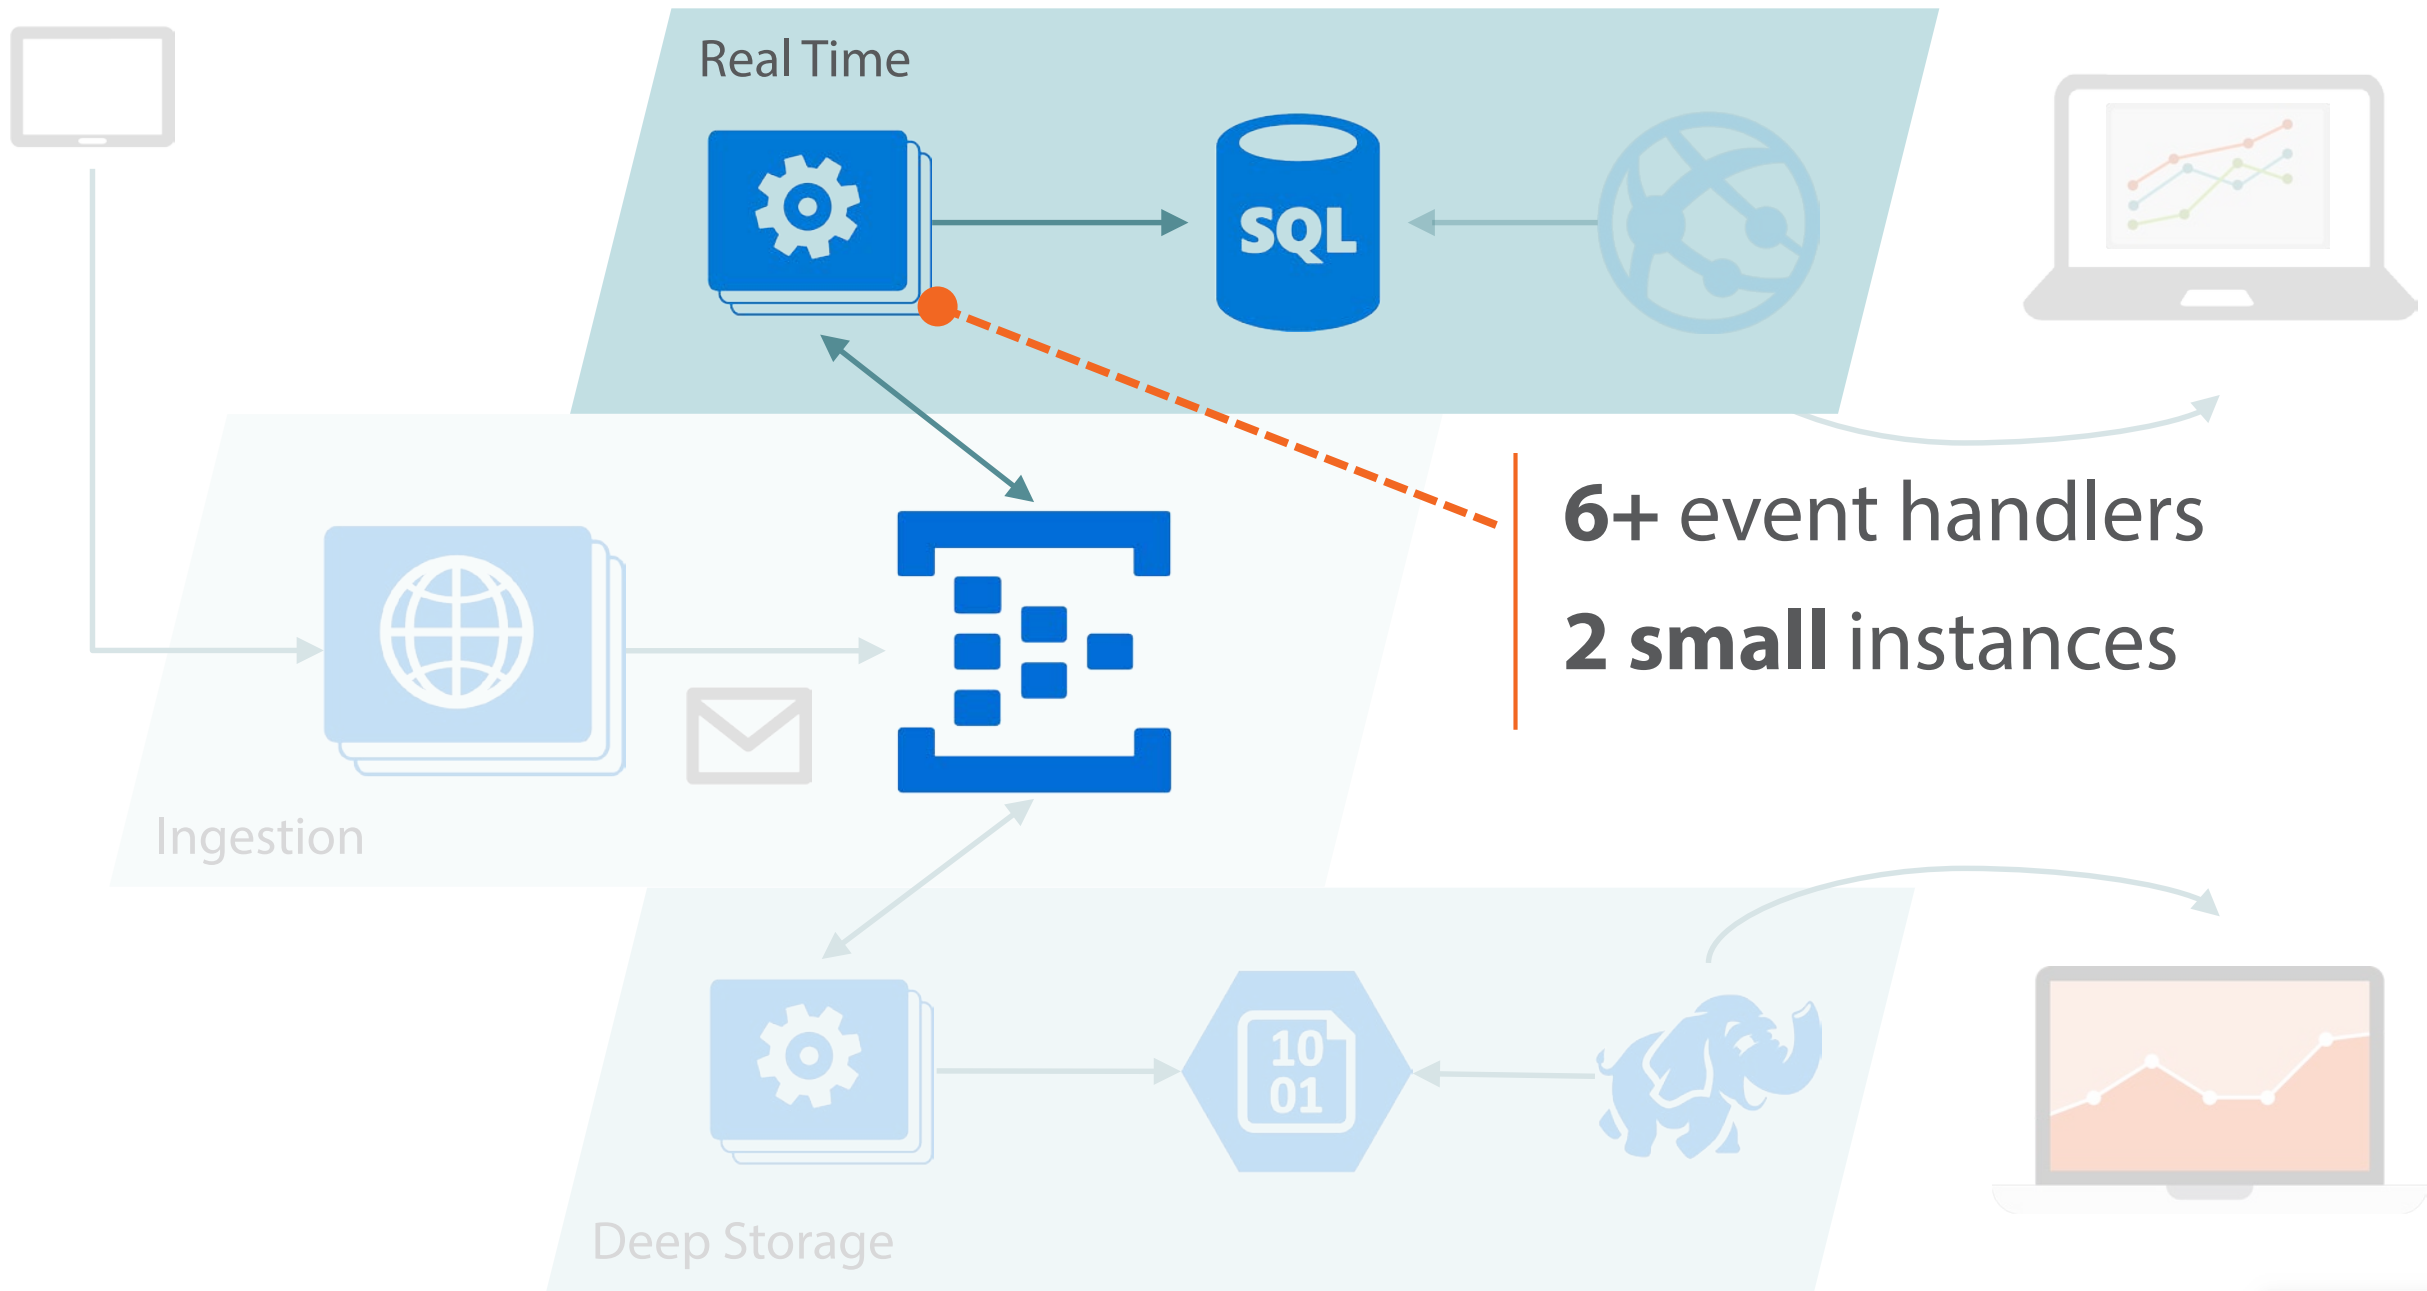 Real Time
SQL
6+ event handlers
2 small instances
Ingestion
10
01
Deep Storage